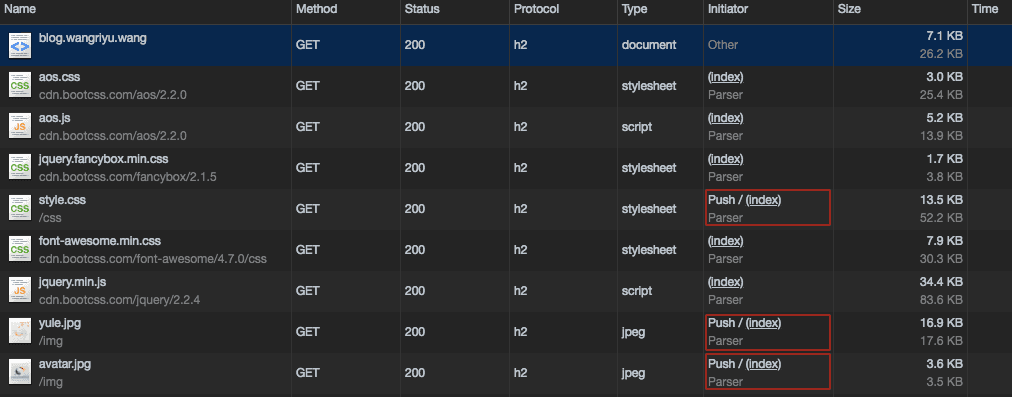 Name Method Status Protocol Type Initiator Size Time
blog.wangriyu.wang GET 200 h2 document Other 7.1 KB
26.2 KB
aos.css GET 200 h2 stylesheet (index) 3.0 KB
cdn.bootcss.com/aos/2.2.0 Parser 25.4 KB
aos.js GET 200 h2 script (index) 5.2 KB
cdn.bootcss.com/aos/2.2.0 Parser 13.9 KB
jquery.fancybox.min.css GET 200 h2 stylesheet (index) 1.7 KB
cdn.bootcss.com/fancybox/2.1.5 Parser 3.8 KB
style.css GET 200 h2 stylesheet Push / (index) 13.5 KB
/css Parser 52.2 KB
font-awesome.min.css GET 200 h2 stylesheet (index) 7.9 KB
cdn.bootcss.com/font-awesome/4.7.0/css Parser 30.3 KB
jquery.min.js GET 200 h2 script (index) 34.4 KB
cdn.bootcss.com/jquery/2.2.4 Parser 83.6 KB
yule.jpg GET 200 h2 jpeg Push / (index) 16.9 KB
/img Parser 17.6 KB
avatar.jpg GET 200 h2 jpeg Push / (index) 3.6 KB
/img Parser 3.5 KB